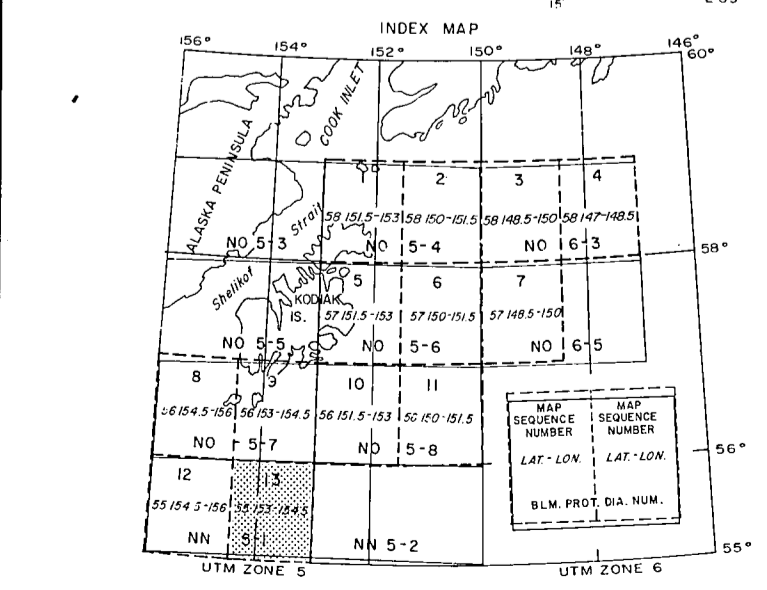 15'
INDEX MAP
156° 154° 152° 150° 148° 146°
60°
COOK INLET
ALASKA PENINSULA
1 2 3 4
58 151.5-153 58 150-151.5 58 148.5-150 58 147-148.5
Strait
NO 5-3 NO 5-4 NO 6-3
58°
Shelikof
5 6 7
KODIAK
IS.
57 151.5-153 57 150-151.5 57 148.5-150
NO 5-5 NO 5-6 NO 6-5
8 9 10 11
56 154.5-156 56 153-154.5 56 151.5-153 56 150-151.5
NO 5-7 NO 5-8
56°
MAP
SEQUENCE
NUMBER
MAP
SEQUENCE
NUMBER
LAT.-LON. LAT.-LON.
BLM. PROT. DIA. NUM.
12 13
55 154.5-156 55 153-154.5
NN 5-1 NN 5-2
55°
UTM ZONE 5 UTM ZONE 6